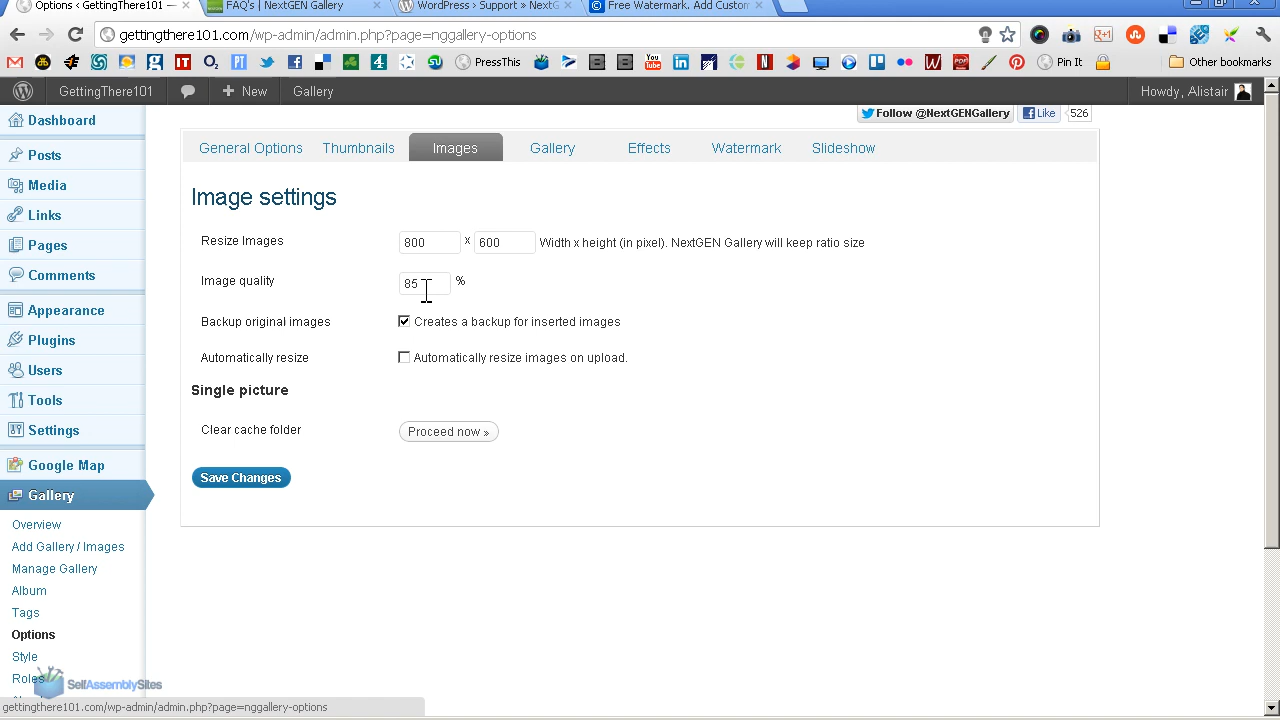 Options ‹ GettingThere101 —
FAQ's | NextGEN Gallery
WordPress › Support » NextG
Free Watermark. Add Custom
gettingthere101.com/wp-admin/admin.php?page=nggallery-options
PressThis
You Tube
Pin It
Other bookmarks
GettingThere101
+ New
Gallery
Howdy, Alistair
Follow @NextGENGallery
Like
526
Dashboard
Posts
Media
Links
Pages
Comments
Appearance
Plugins
Users
Tools
Settings
Google Map
Gallery
Overview
Add Gallery / Images
Manage Gallery
Album
Tags
Options
Style
Roles
General Options
Thumbnails
Images
Gallery
Effects
Watermark
Slideshow
Image settings
Resize Images
800 x 600 Width x height (in pixel). NextGEN Gallery will keep ratio size
Image quality
85 %
Backup original images
Creates a backup for inserted images
Automatically resize
Automatically resize images on upload.
Single picture
Clear cache folder
Proceed now »
Save Changes
SelfAssemblySites
gettingthere101.com/wp-admin/admin.php?page=nggallery-options